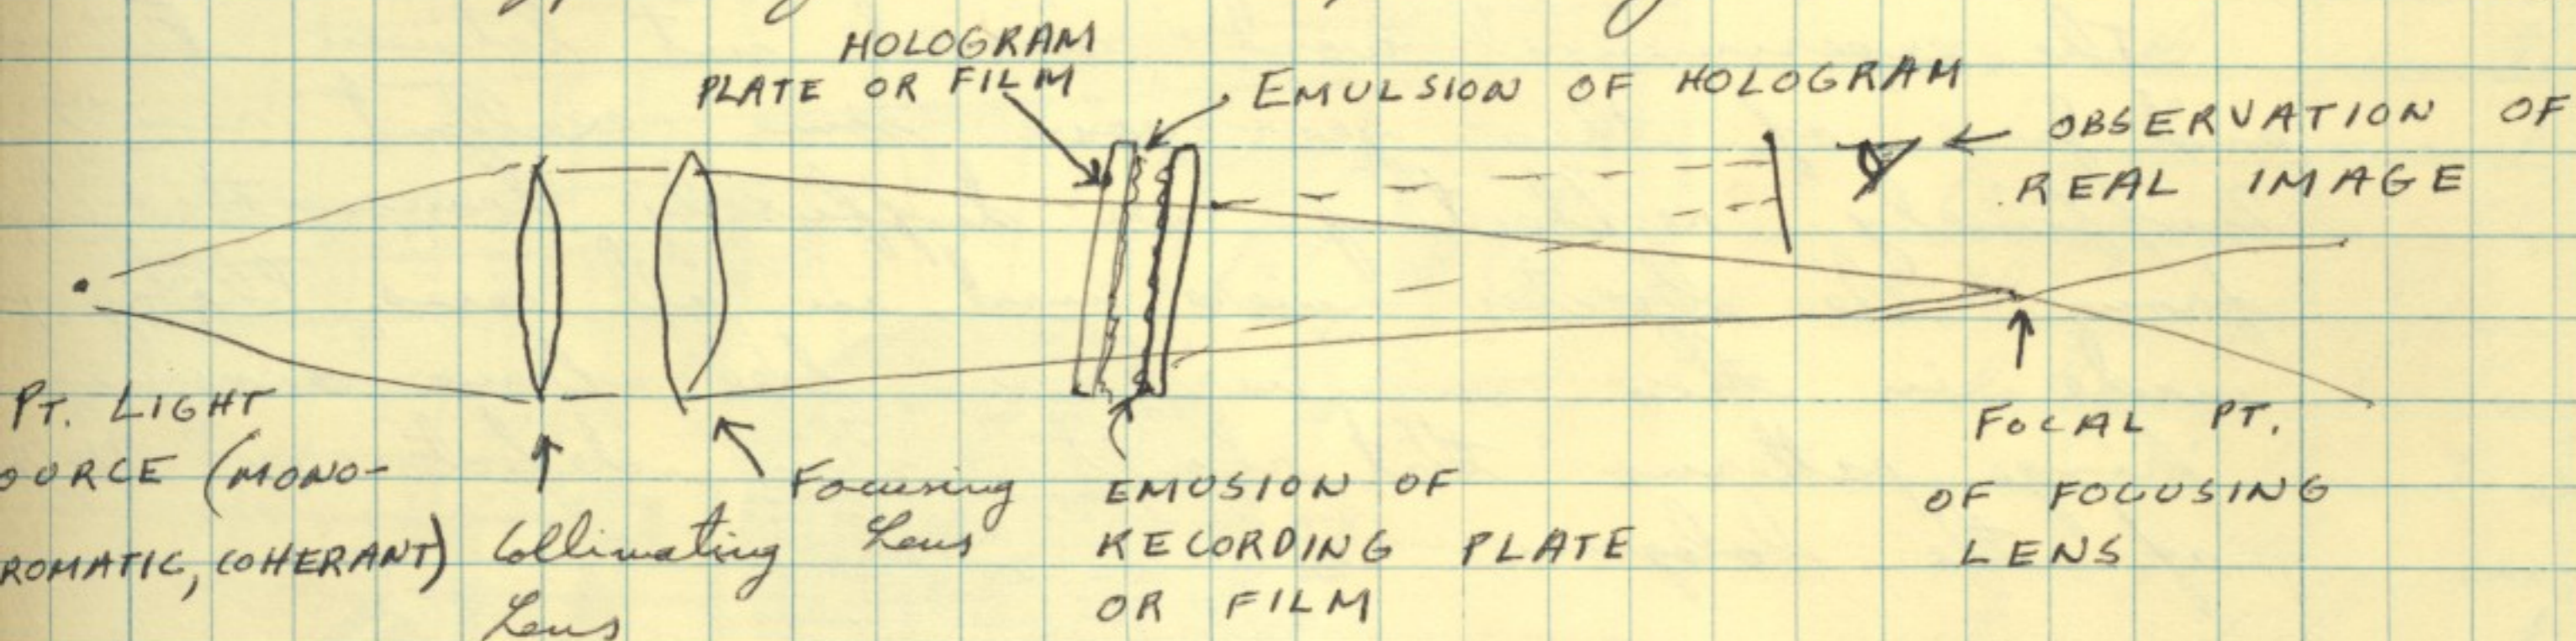 HOLOGRAM
PLATE OR FILM
EMULSION OF HOLOGRAM
OBSERVATION OF
REAL IMAGE
PT. LIGHT
OURCE (MONO-
ROMATIC, COHERANT)
Collimating
Lens
Focusing
Lens
EMUSION OF
RECORDING PLATE
OR FILM
FOCAL PT.
OF FOCUSING
LENS